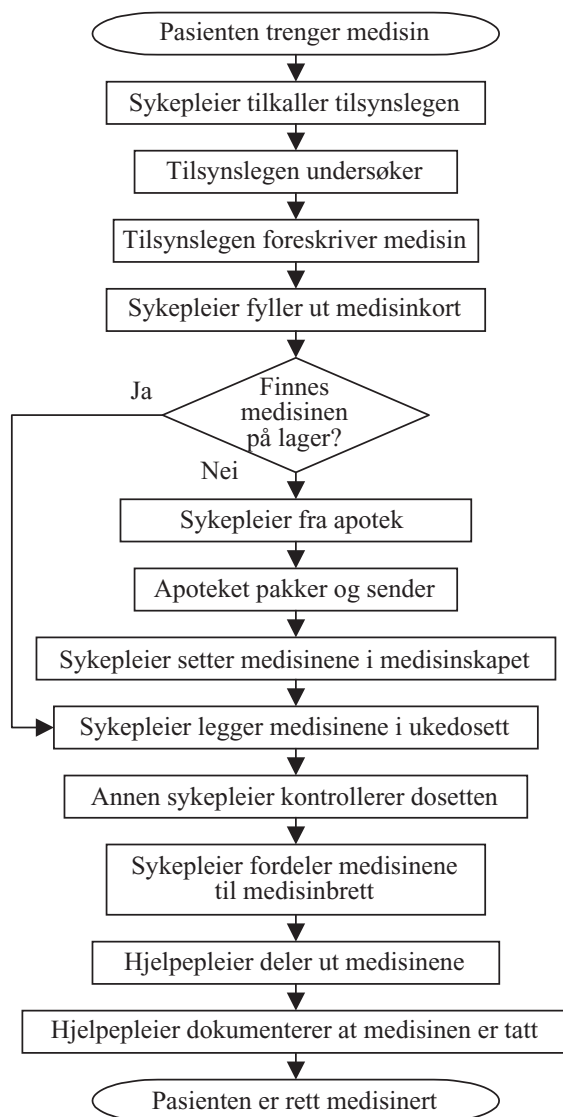 Pasienten trenger medisin
Sykepleier tilkaller tilsynslegen
Tilsynslegen undersøker
Tilsynslegen foreskriver medisin
Sykepleier fyller ut medisinkort
Ja
Finnes
medisinen
på lager?
Nei
Sykepleier fra apotek
Apoteket pakker og sender
Sykepleier setter medisinene i medisinskapet
Sykepleier legger medisinene i ukedosett
Annen sykepleier kontrollerer dosetten
Sykepleier fordeler medisinene
til medisinbrett
Hjelpepleier deler ut medisinene
Hjelpepleier dokumenterer at medisinen er tatt
Pasienten er rett medisinert